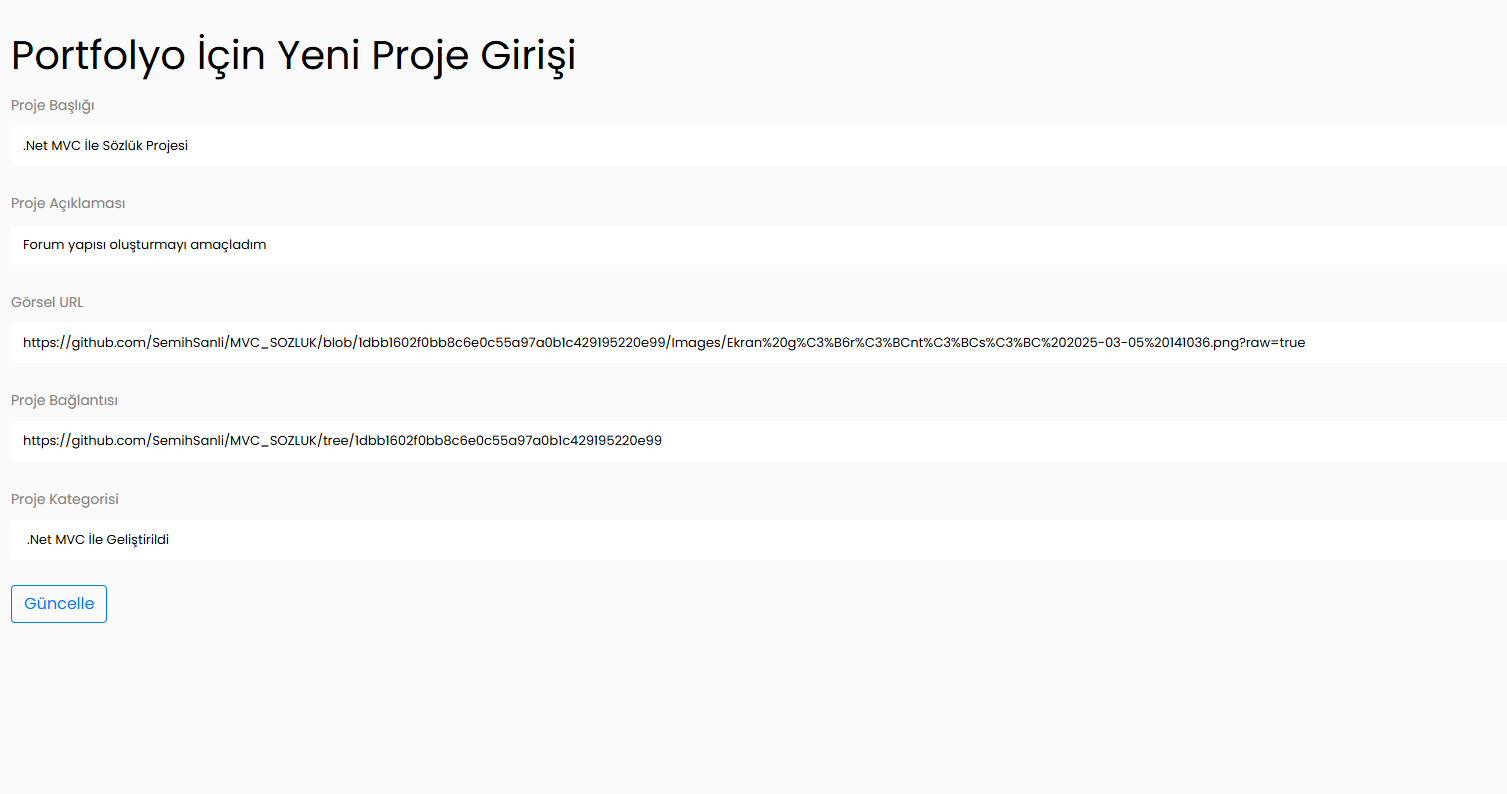 Portfolyo İçin Yeni Proje Girişi
Proje Başlığı
.Net MVC İle Sözlük Projesi
Proje Açıklaması
Forum yapısı oluşturmayı amaçladım
Görsel URL
https://github.com/SemihSanli/MVC_SOZLUK/blob/1dbb1602f0bb8c6e0c55a97a0b1c429195220e99/Images/Ekran%20g%C3%B6r%C3%BCnt%C3%BCs%C3%BC%202025-03-05%20141036.png?raw=true
Proje Bağlantısı
https://github.com/SemihSanli/MVC_SOZLUK/tree/1dbb1602f0bb8c6e0c55a97a0b1c429195220e99
Proje Kategorisi
.Net MVC İle Geliştirildi
Güncelle